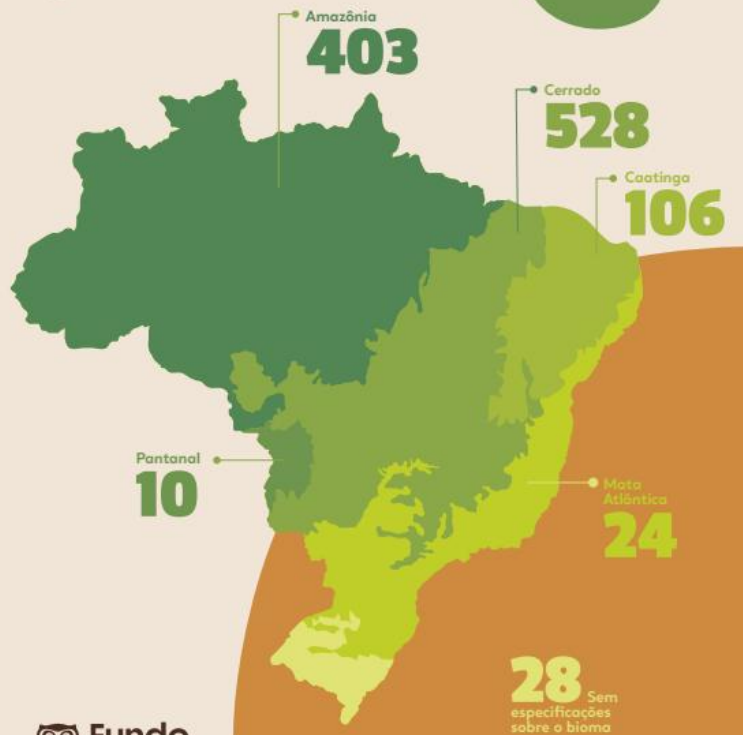 Amazônia
403
Cerrado
528
Caatinga
106
Pantanal
10
Mata
Atlântica
24
28 Sem
especificações
sobre o bioma
Fundo